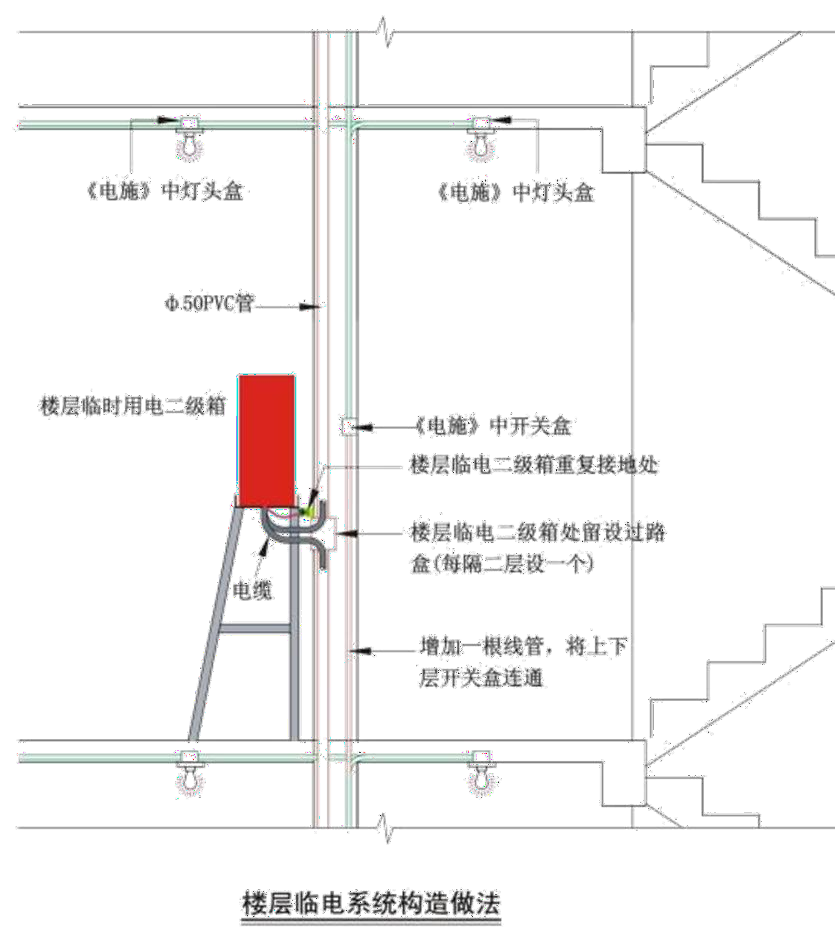 《电施》中灯头盒
《电施》中灯头盒
ф.50PVC管
楼层临时用电二级箱
《电施》中开关盒
楼层临电二级箱重复接地处
楼层临电二级箱处留设过路
盒(每隔二层设一个)
电缆
增加一根线管，将上下
层开关盒连通
楼层临电系统构造做法